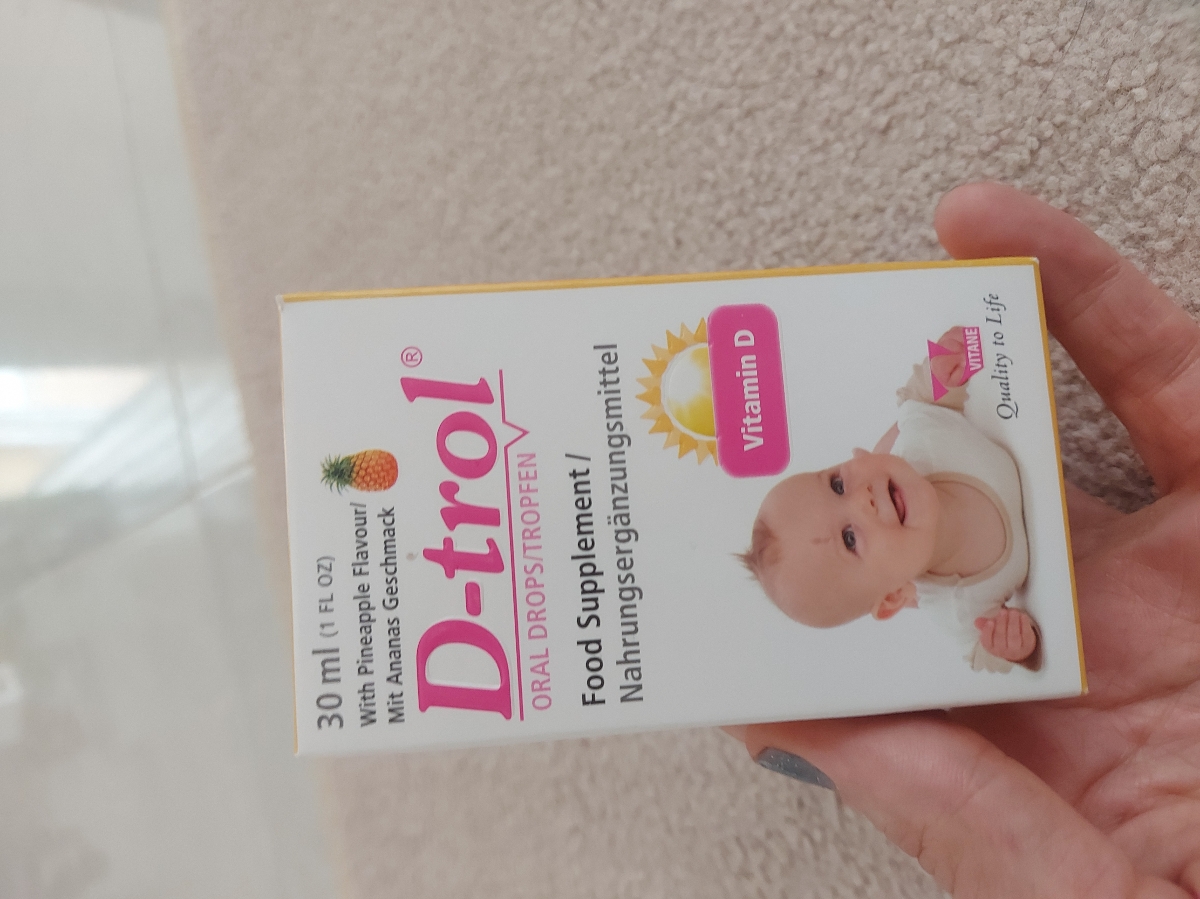 30 ml (1 FL OZ)
With Pineapple Flavour/
Mit Ananas Geschmack
D-trol®
ORAL DROPS/TROPFEN
Food Supplement /
Nahrungsergänzungsmittel
Vitamin D
VITANE
Quality to Life